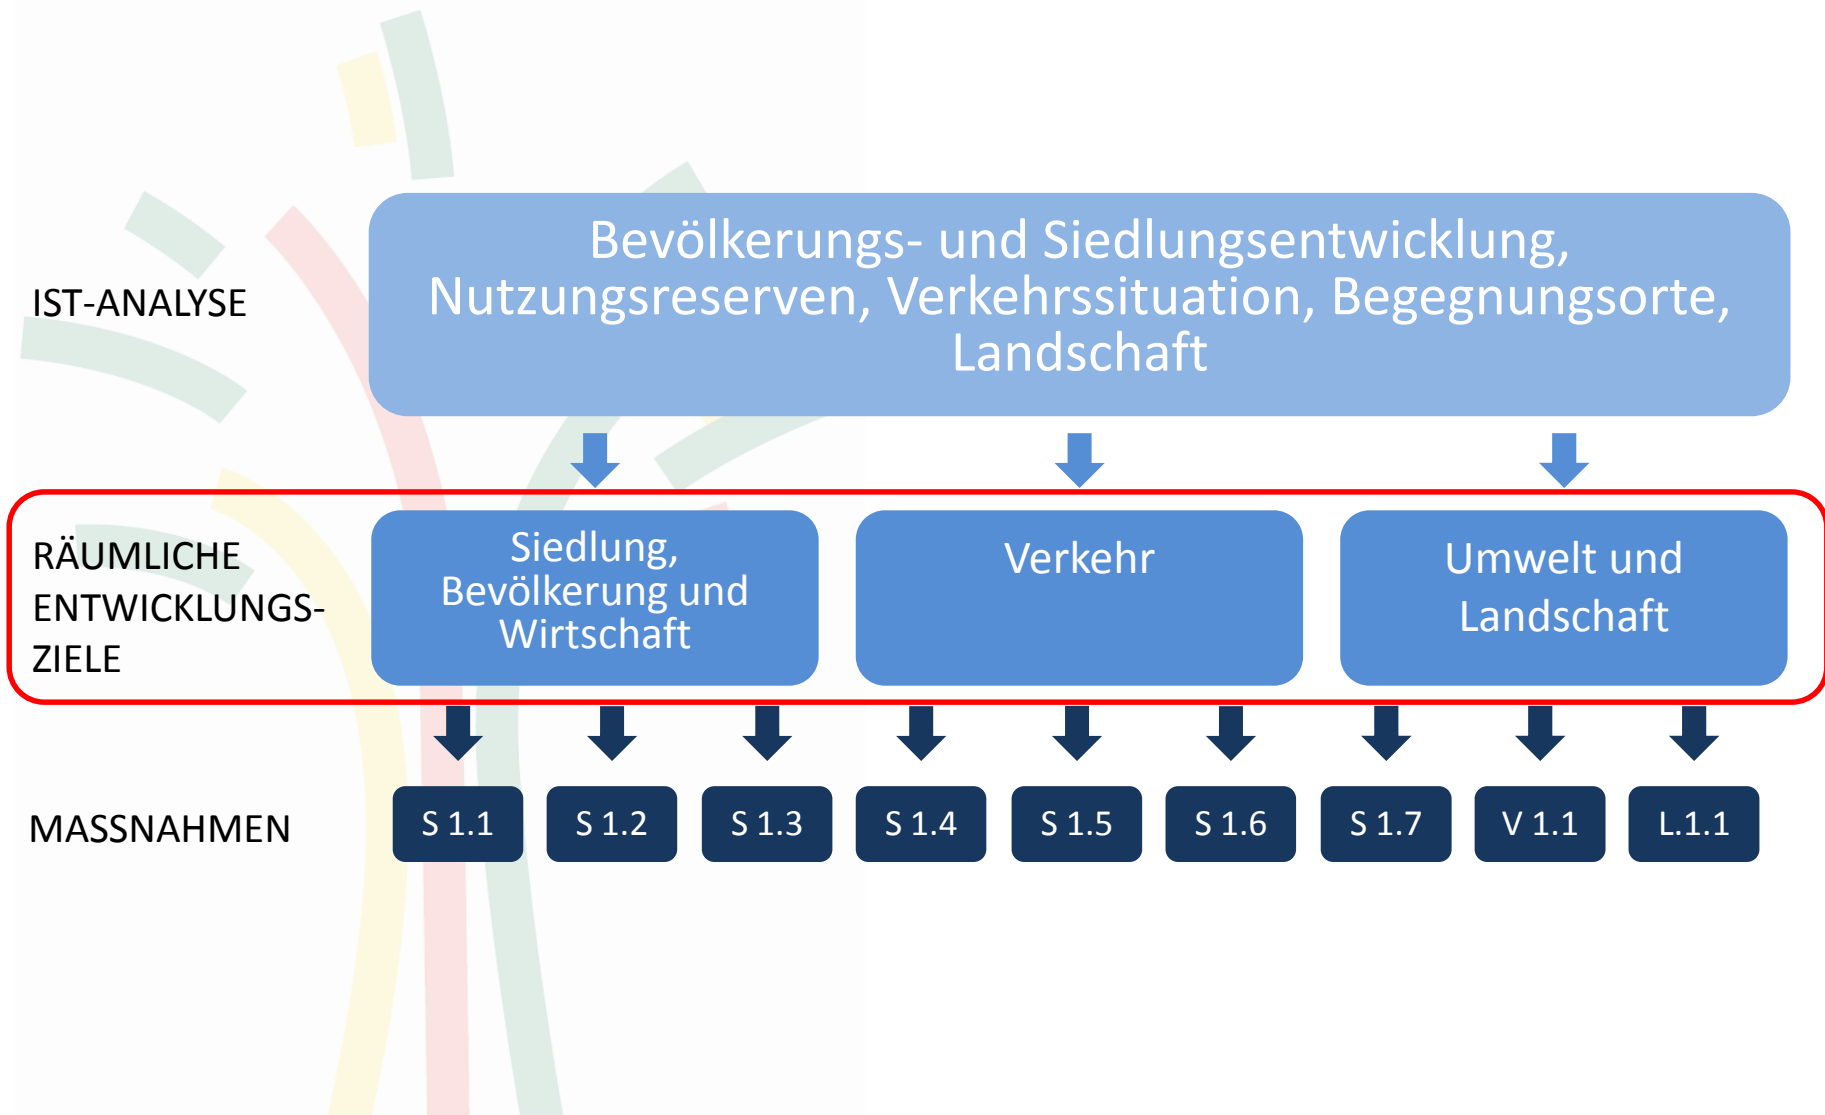 IST-ANALYSE
Bevölkerungs- und Siedlungsentwicklung,
Nutzungsreserven, Verkehrssituation, Begegnungsorte,
Landschaft
RÄUMLICHE
ENTWICKLUNGS-
ZIELE
Siedlung,
Bevölkerung und
Wirtschaft
Verkehr
Umwelt und
Landschaft
MASSNAHMEN
S 1.1
S 1.2
S 1.3
S 1.4
S 1.5
S 1.6
S 1.7
V 1.1
L.1.1